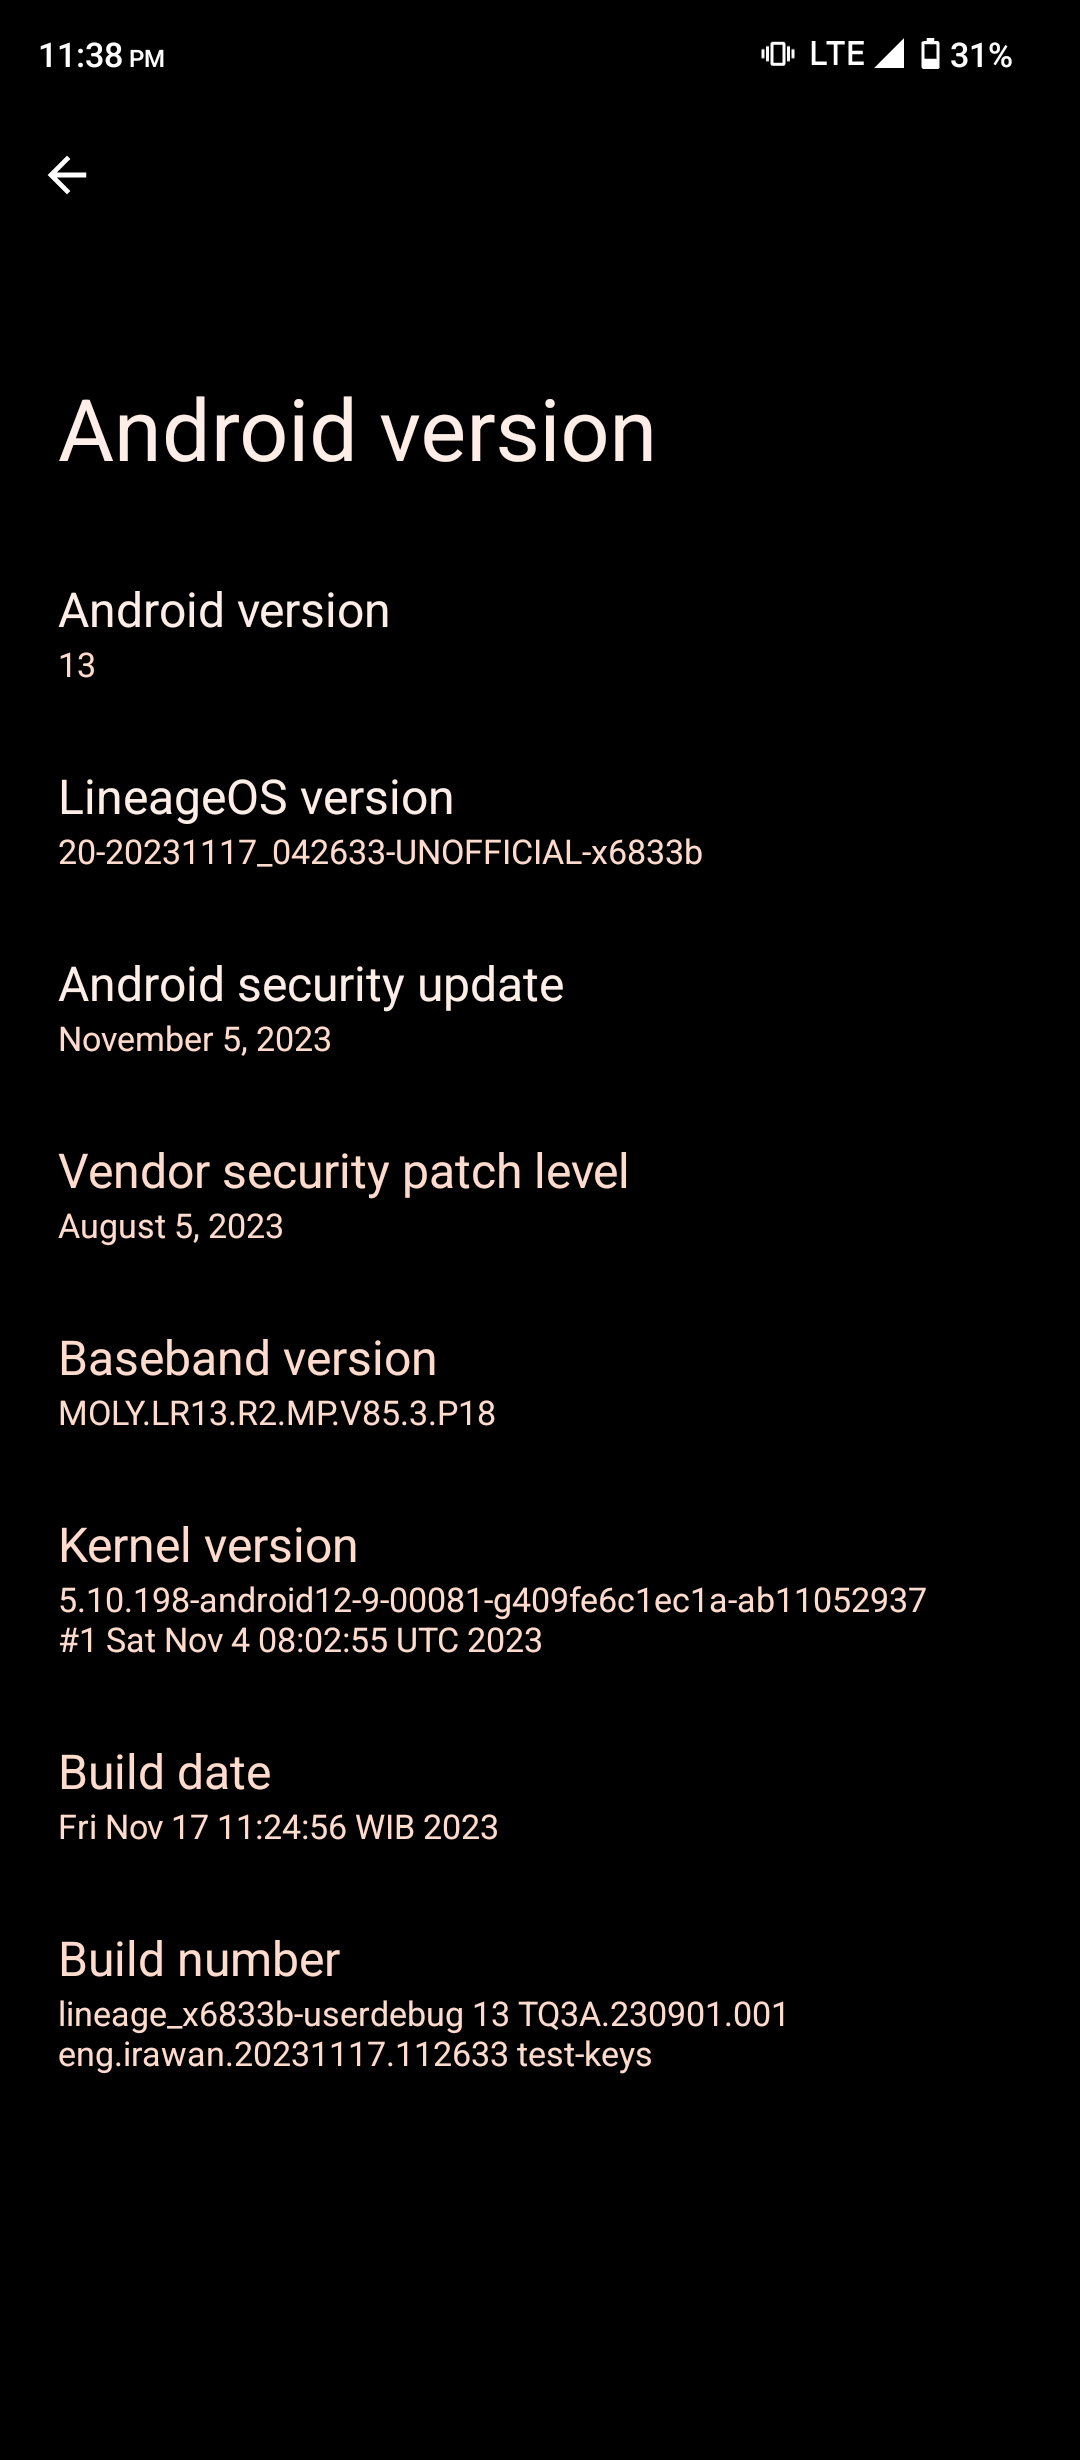 11:38 PM LTE 31%
Android version
Android version
13
LineageOS version
20-20231117_042633-UNOFFICIAL-x6833b
Android security update
November 5, 2023
Vendor security patch level
August 5, 2023
Baseband version
MOLY.LR13.R2.MP.V85.3.P18
Kernel version
5.10.198-android12-9-00081-g409fe6c1ec1a-ab11052937
#1 Sat Nov 4 08:02:55 UTC 2023
Build date
Fri Nov 17 11:24:56 WIB 2023
Build number
lineage_x6833b-userdebug 13 TQ3A.230901.001
eng.irawan.20231117.112633 test-keys